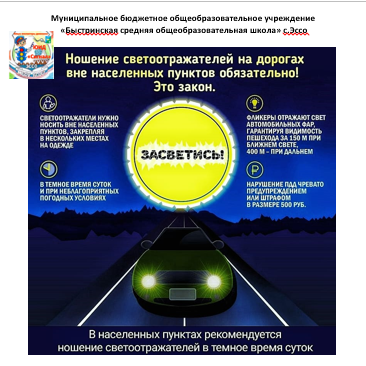 Муниципальное бюджетное общеобразовательное учреждение
«Быстринская средняя общеобразовательная школа» с.Эссо
Ношение светоотражателей на дорогах
вне населенных пунктов обязательно!
Это закон.
СВЕТООТРАЖАТЕЛИ НУЖНО
НОСИТЬ ВНЕ НАСЕЛЕННЫХ
ПУНКТОВ, ЗАКРЕПЛЯЯ
В НЕСКОЛЬКИХ МЕСТАХ
НА ОДЕЖДЕ
ФЛИКЕРЫ ОТРАЖАЮТ СВЕТ
АВТОМОБИЛЬНЫХ ФАР,
ГАРАНТИРУЯ ВИДИМОСТЬ
ПЕШЕХОДА ЗА 150 М ПРИ
БЛИЖНЕМ СВЕТЕ,
400 М - ПРИ ДАЛЬНЕМ
ЗАСВЕТИСЬ!
В ТЕМНОЕ ВРЕМЯ СУТОК
И ПРИ НЕБЛАГОПРИЯТНЫХ
ПОГОДНЫХ УСЛОВИЯХ
НАРУШЕНИЕ ПДД ЧРЕВАТО
ПРЕДУПРЕЖДЕНИЕМ
ИЛИ ШТРАФОМ
В РАЗМЕРЕ 500 РУБ.
В населенных пунктах рекомендуется
ношение светоотражателей в темное время суток